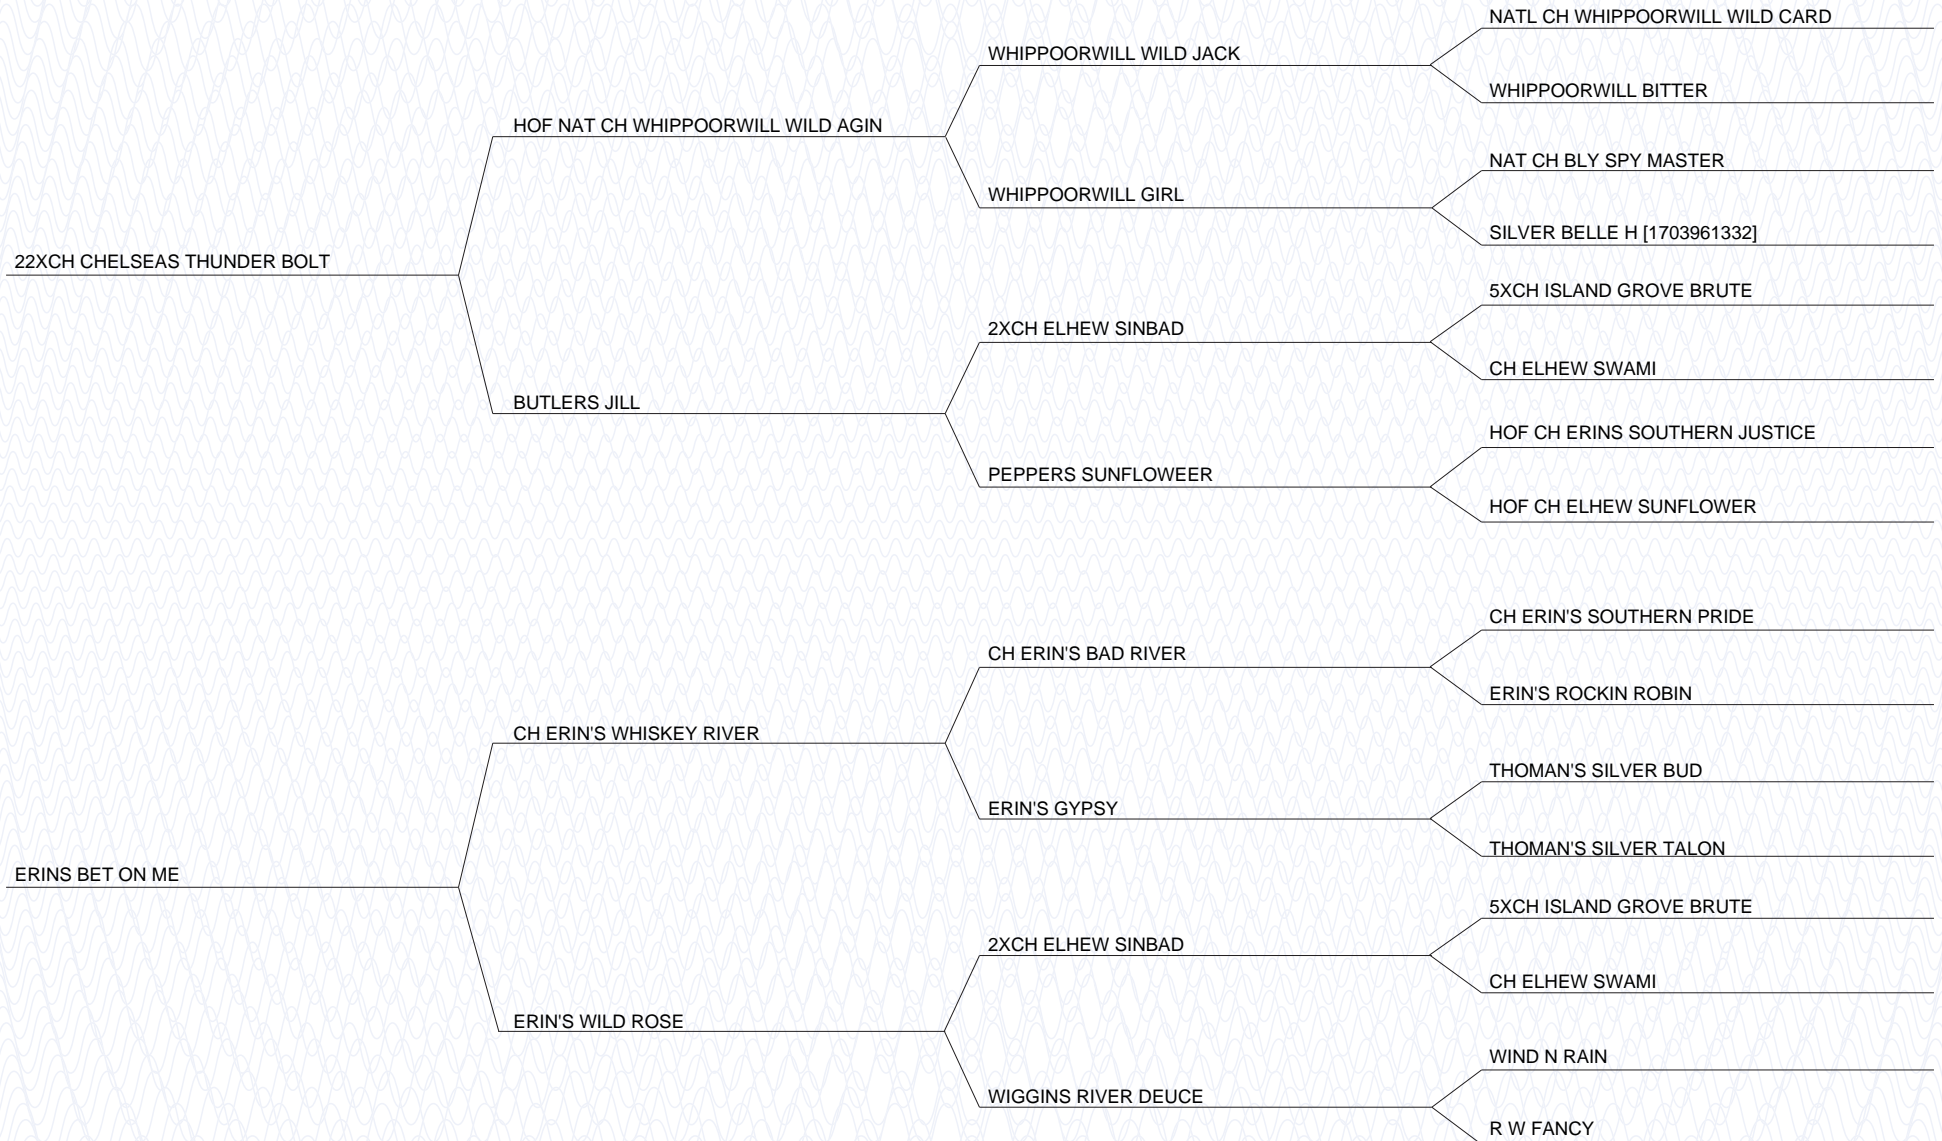 NATL CH WHIPPOORWILL WILD CARD
WHIPPOORWILL WILD JACK
WHIPPOORWILL BITTER
HOF NAT CH WHIPPOORWILL WILD AGIN
NAT CH BLY SPY MASTER
WHIPPOORWILL GIRL
SILVER BELLE H [1703961332]
22XCH CHELSEAS THUNDER BOLT
5XCH ISLAND GROVE BRUTE
2XCH ELHEW SINBAD
CH ELHEW SWAMI
BUTLERS JILL
HOF CH ERINS SOUTHERN JUSTICE
PEPPERS SUNFLOWEER
HOF CH ELHEW SUNFLOWER
CH ERIN'S SOUTHERN PRIDE
CH ERIN'S BAD RIVER
ERIN'S ROCKIN ROBIN
CH ERIN'S WHISKEY RIVER
THOMAN'S SILVER BUD
ERIN'S GYPSY
THOMAN'S SILVER TALON
ERINS BET ON ME
5XCH ISLAND GROVE BRUTE
2XCH ELHEW SINBAD
CH ELHEW SWAMI
ERIN'S WILD ROSE
WIND N RAIN
WIGGINS RIVER DEUCE
R W FANCY